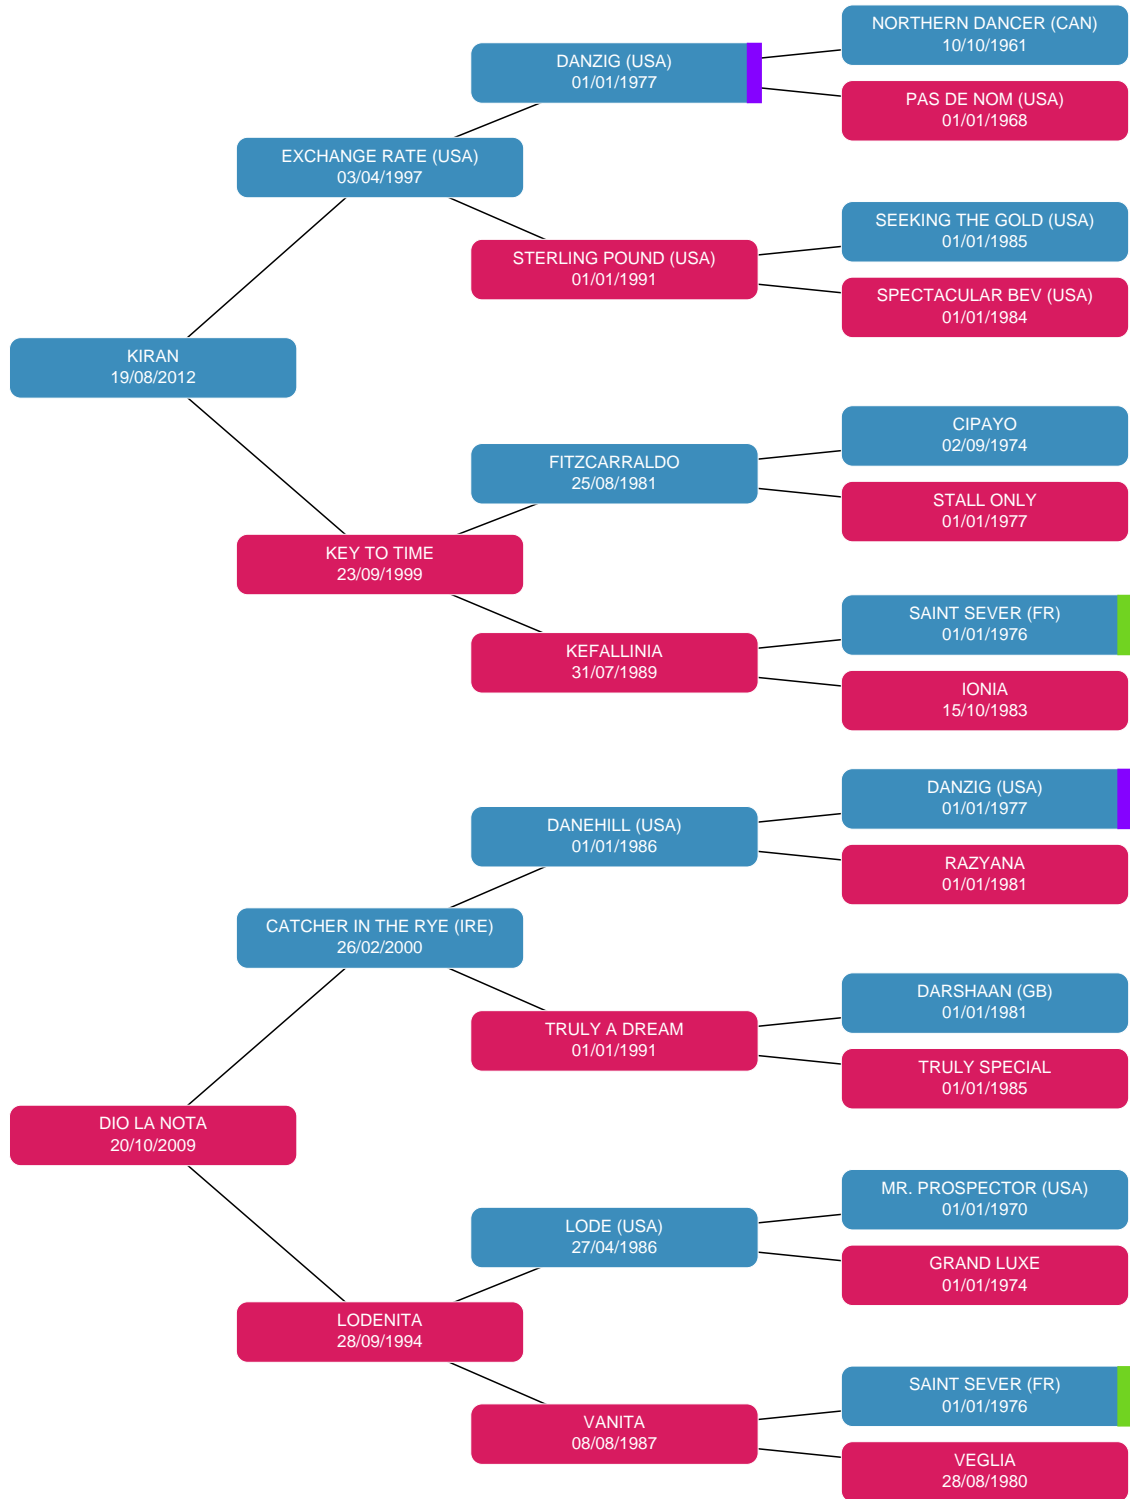 NORTHERN DANCER (CAN)
10/10/1961
DANZIG (USA)
01/01/1977
PAS DE NOM (USA)
01/01/1968
EXCHANGE RATE (USA)
03/04/1997
SEEKING THE GOLD (USA)
01/01/1985
STERLING POUND (USA)
01/01/1991
SPECTACULAR BEV (USA)
01/01/1984
KIRAN
19/08/2012
CIPAYO
02/09/1974
FITZCARRALDO
25/08/1981
STALL ONLY
01/01/1977
KEY TO TIME
23/09/1999
SAINT SEVER (FR)
01/01/1976
KEFALLINIA
31/07/1989
IONIA
15/10/1983
DANZIG (USA)
01/01/1977
DANEHILL (USA)
01/01/1986
RAZYANA
01/01/1981
CATCHER IN THE RYE (IRE)
26/02/2000
DARSHAAN (GB)
01/01/1981
TRULY A DREAM
01/01/1991
TRULY SPECIAL
01/01/1985
DIO LA NOTA
20/10/2009
MR. PROSPECTOR (USA)
01/01/1970
LODE (USA)
27/04/1986
GRAND LUXE
01/01/1974
LODENITA
28/09/1994
SAINT SEVER (FR)
01/01/1976
VANITA
08/08/1987
VEGLIA
28/08/1980